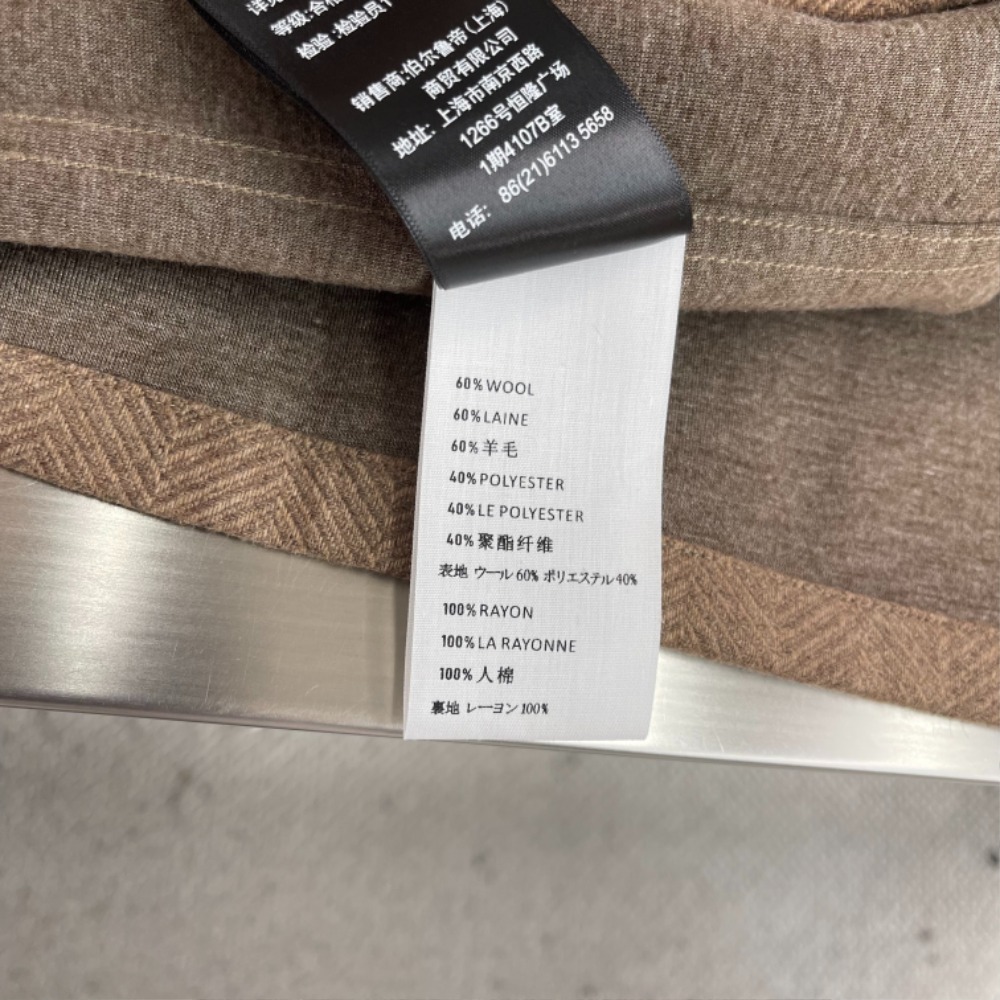 等级:合格
检验:检验员1
销售商:伯尔鲁帝(上海)
商贸有限公司
地址: 上海市南京西路
1266号恒隆广场
1期4107B室
电话: 86(21)6113 5658
60% WOOL
60% LAINE
60% 羊毛
40% POLYESTER
40% LE POLYESTER
40% 聚酯纤维
表地 ウール60% ポリエステル40%
100% RAYON
100% LA RAYONNE
100% 人棉
裏地 レーヨン100%